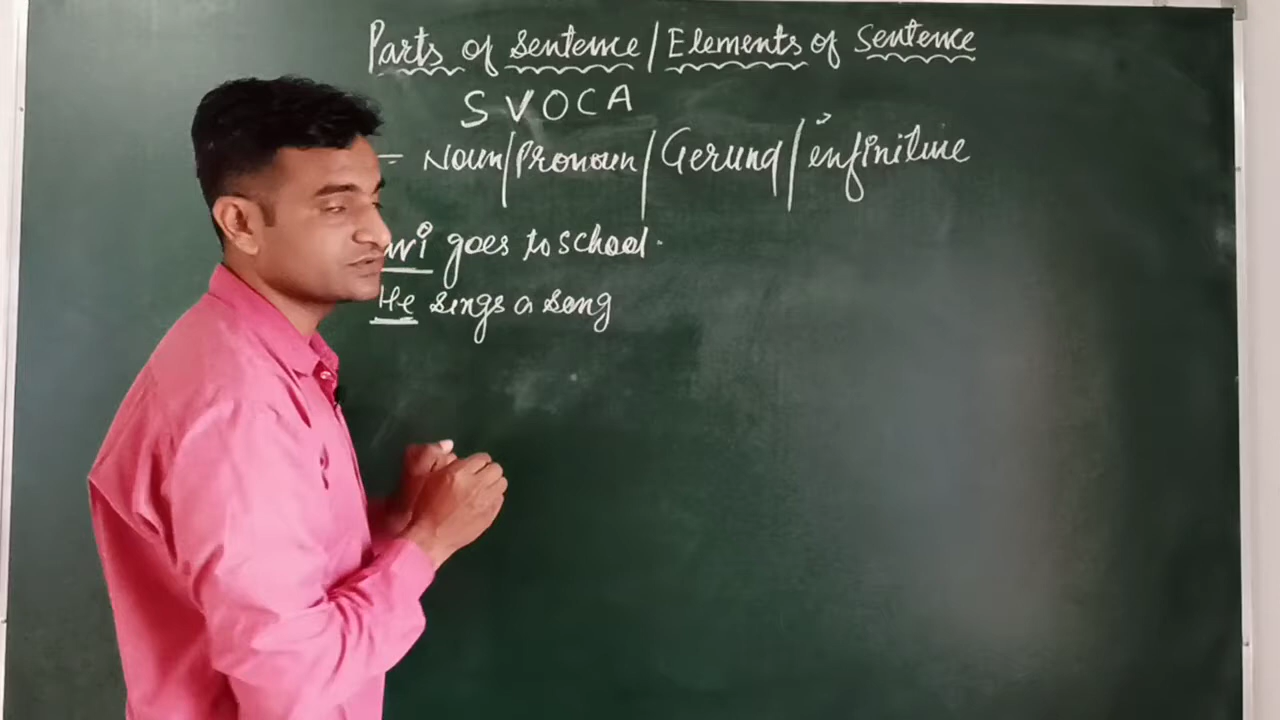 Parts of Sentence / Elements of Sentence
S V O C A
– Noun/Pronoun/Gerund/infinitive
goes to school.
He sings a song